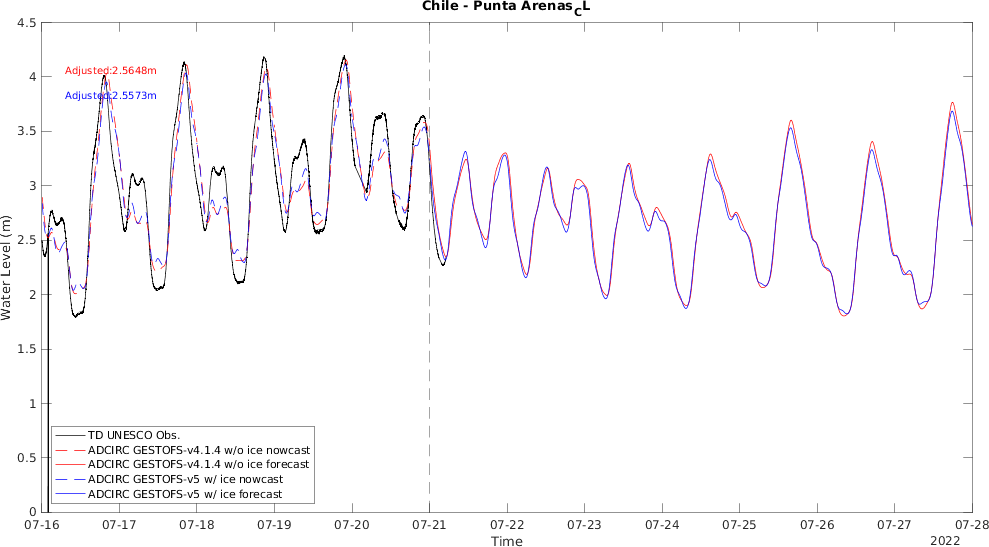 Chile - Punta Arenas_CL
Adjusted:2.5648m
Adjusted:2.5573m
Water Level (m)
4.5
4
3.5
3
2.5
2
1.5
1
0.5
0
TD UNESCO Obs.
ADCIRC GESTOFS-v4.1.4 w/o ice nowcast
ADCIRC GESTOFS-v4.1.4 w/o ice forecast
ADCIRC GESTOFS-v5 w/ ice nowcast
ADCIRC GESTOFS-v5 w/ ice forecast
07-16 07-17 07-18 07-19 07-20 07-21 07-22 07-23 07-24 07-25 07-26 07-27 07-28
Time
2022